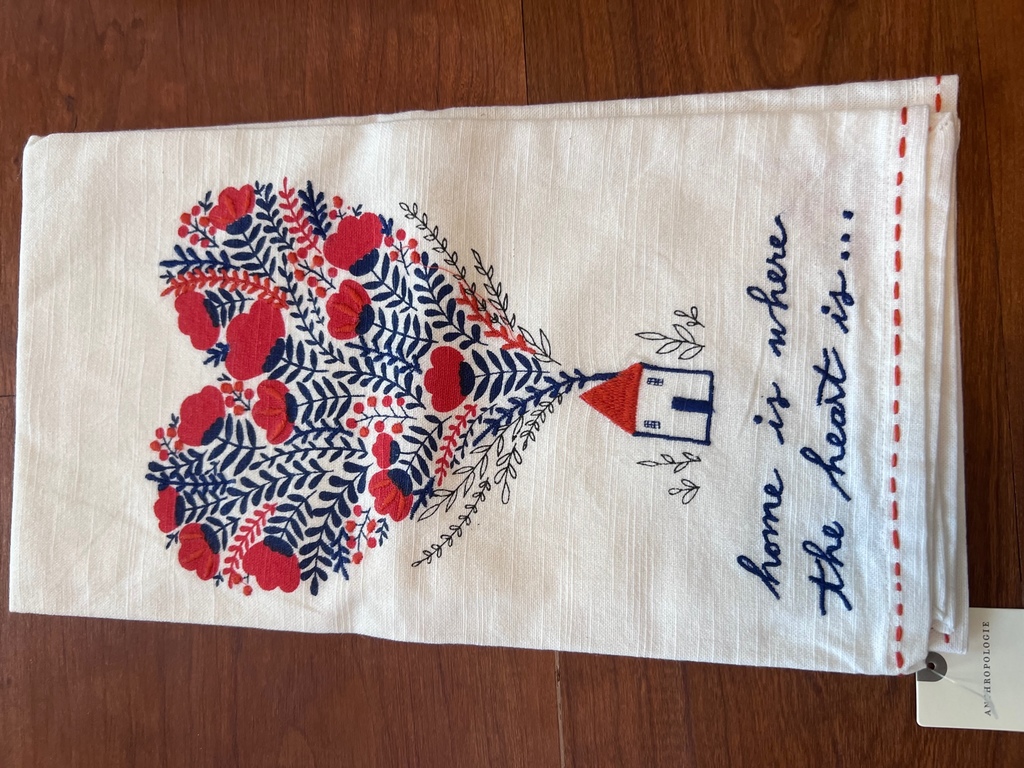 home is where
the heart is...
ANTHROPOLOGIE